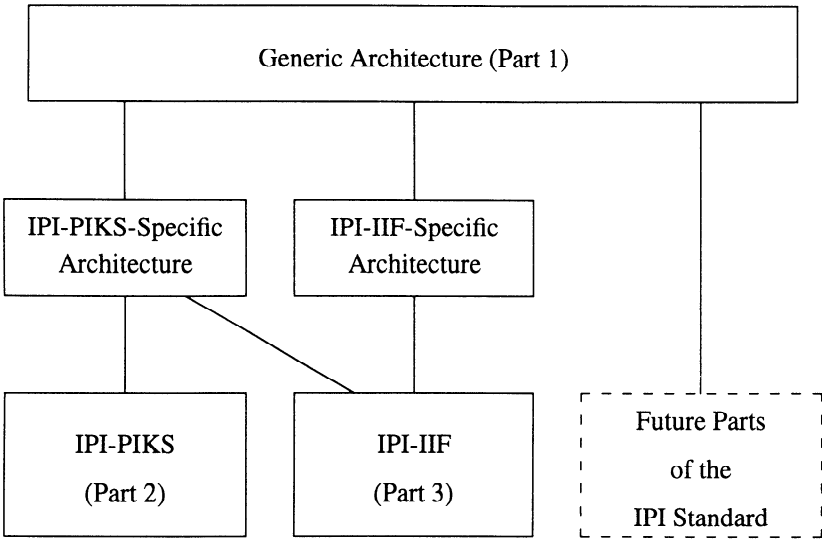 Generic Architecture (Part 1)
IPI-PIKS-Specific
Architecture
IPI-IIF-Specific
Architecture
IPI-PIKS
(Part 2)
IPI-IIF
(Part 3)
Future Parts
of the
IPI Standard